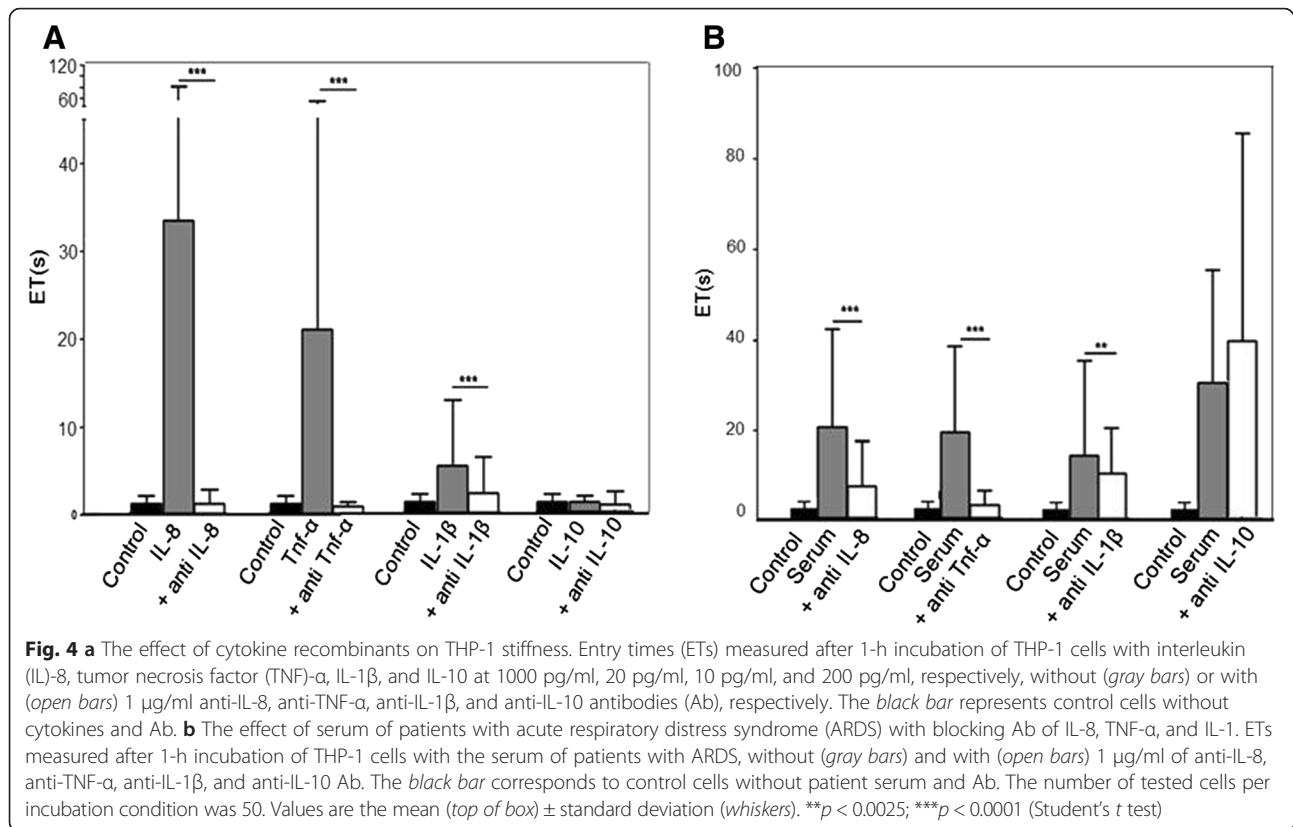 A
120
60
40
30
20
10
0
ET(s)
***
***
***
Control
IL-8
+ anti IL-8
Control
Tnf-α
+ anti Tnf-α
Control
IL-1β
+ anti IL-1β
Control
IL-10
+ anti IL-10
B
100
80
60
40
20
0
ET(s)
***
***
**
Control
Serum
+ anti IL-8
Control
Serum
+ anti Tnf-α
Control
Serum
+ anti IL-1β
Control
Serum
+ anti IL-10
Fig. 4 a The effect of cytokine recombinants on THP-1 stiffness. Entry times (ETs) measured after 1-h incubation of THP-1 cells with interleukin
(IL)-8, tumor necrosis factor (TNF)-α, IL-1β, and IL-10 at 1000 pg/ml, 20 pg/ml, 10 pg/ml, and 200 pg/ml, respectively, without (gray bars) or with
(open bars) 1 μg/ml anti-IL-8, anti-TNF-α, anti-IL-1β, and anti-IL-10 antibodies (Ab), respectively. The black bar represents control cells without
cytokines and Ab. b The effect of serum of patients with acute respiratory distress syndrome (ARDS) with blocking Ab of IL-8, TNF-α, and IL-1. ETs
measured after 1-h incubation of THP-1 cells with the serum of patients with ARDS, without (gray bars) and with (open bars) 1 μg/ml of anti-IL-8,
anti-TNF-α, anti-IL-1β, and anti-IL-10 Ab. The black bar corresponds to control cells without patient serum and Ab. The number of tested cells per
incubation condition was 50. Values are the mean (top of box) ± standard deviation (whiskers). **p < 0.0025; ***p < 0.0001 (Student's t test)